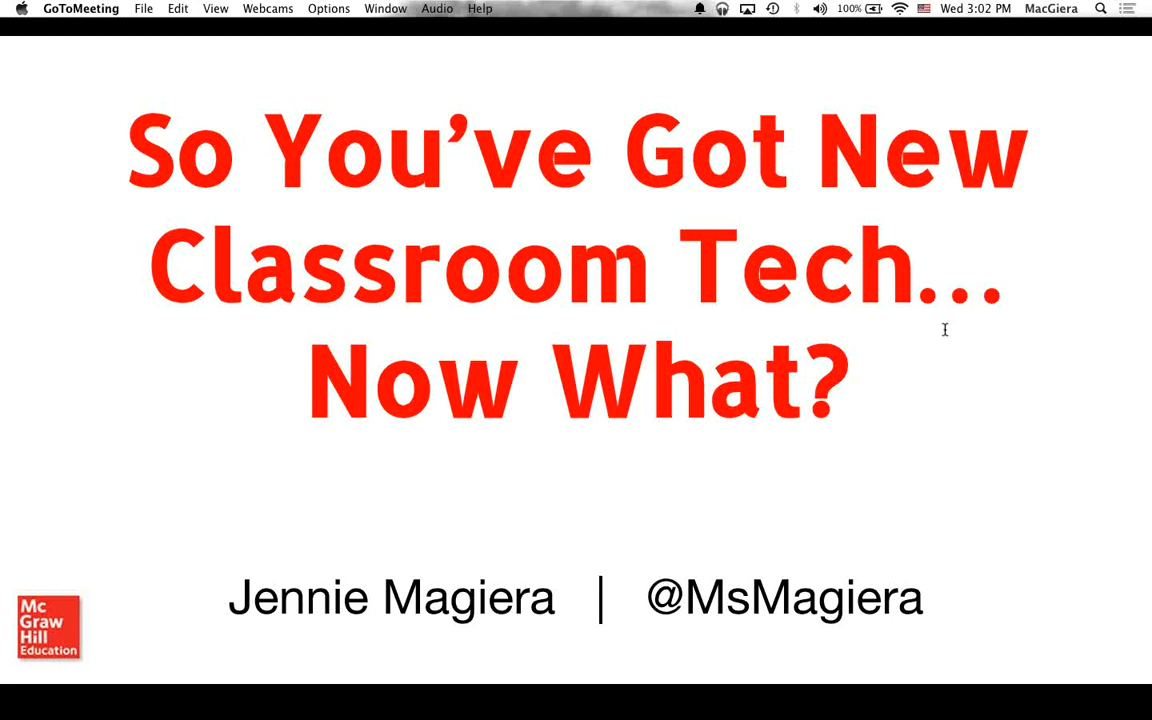 GoToMeeting File Edit View Webcams Options Window Audio Help 100% Wed 3:02 PM MacGiera
So You’ve Got New
Classroom Tech...
Now What?
Jennie Magiera | @MsMagiera
Mc
Graw
Hill
Education